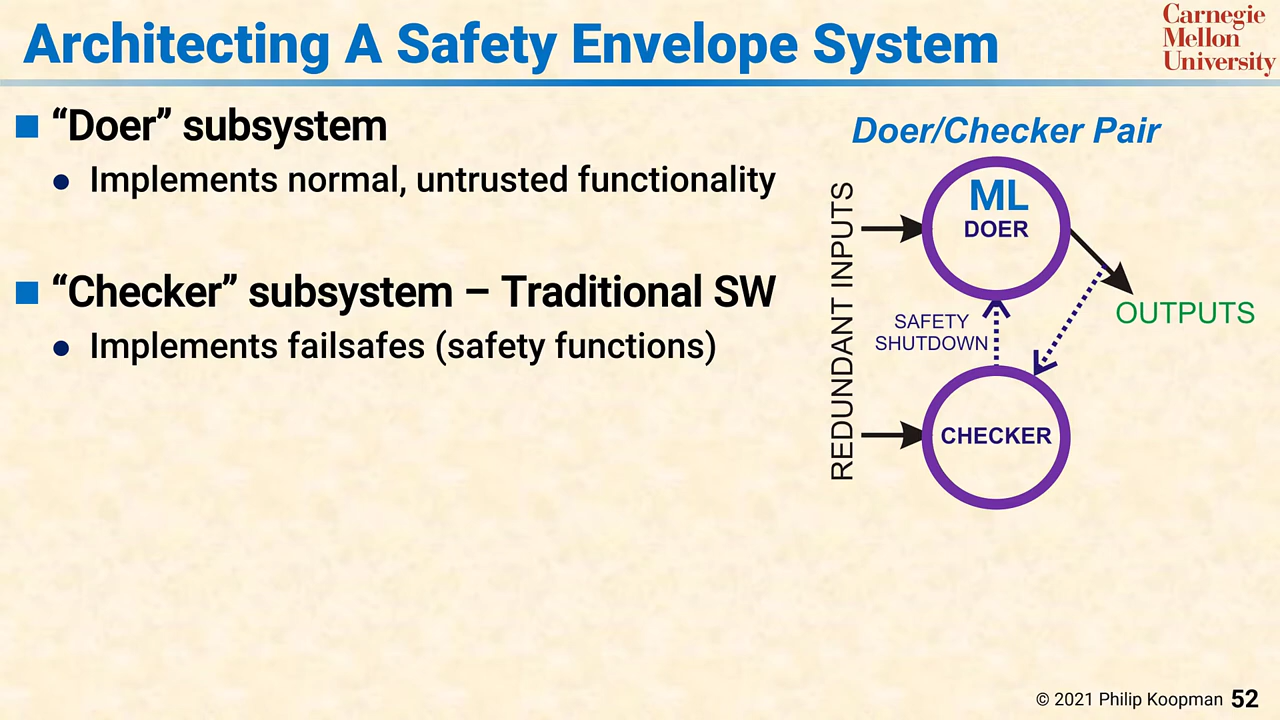 Architecting A Safety Envelope System
Carnegie
Mellon
University
“Doer” subsystem
Implements normal, untrusted functionality
“Checker” subsystem – Traditional SW
Implements failsafes (safety functions)
Doer/Checker Pair
REDUNDANT INPUTS
ML
DOER
SAFETY
SHUTDOWN
OUTPUTS
CHECKER
© 2021 Philip Koopman 52